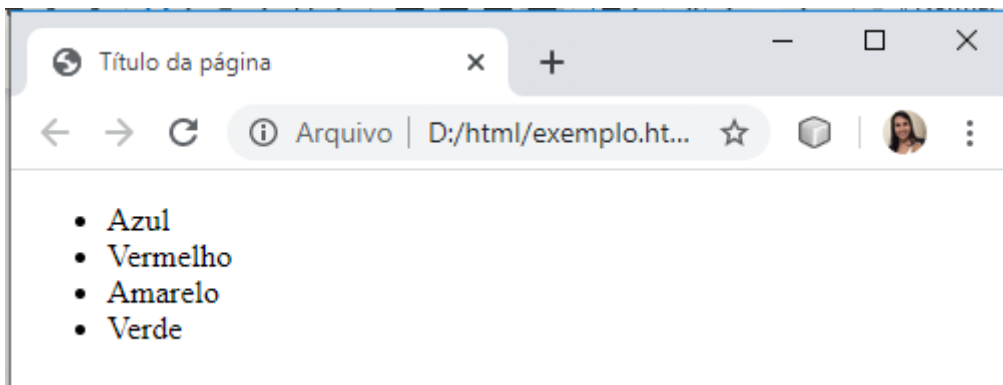 Título da página
Arquivo | D:/html/exemplo.ht...
• Azul
• Vermelho
• Amarelo
• Verde